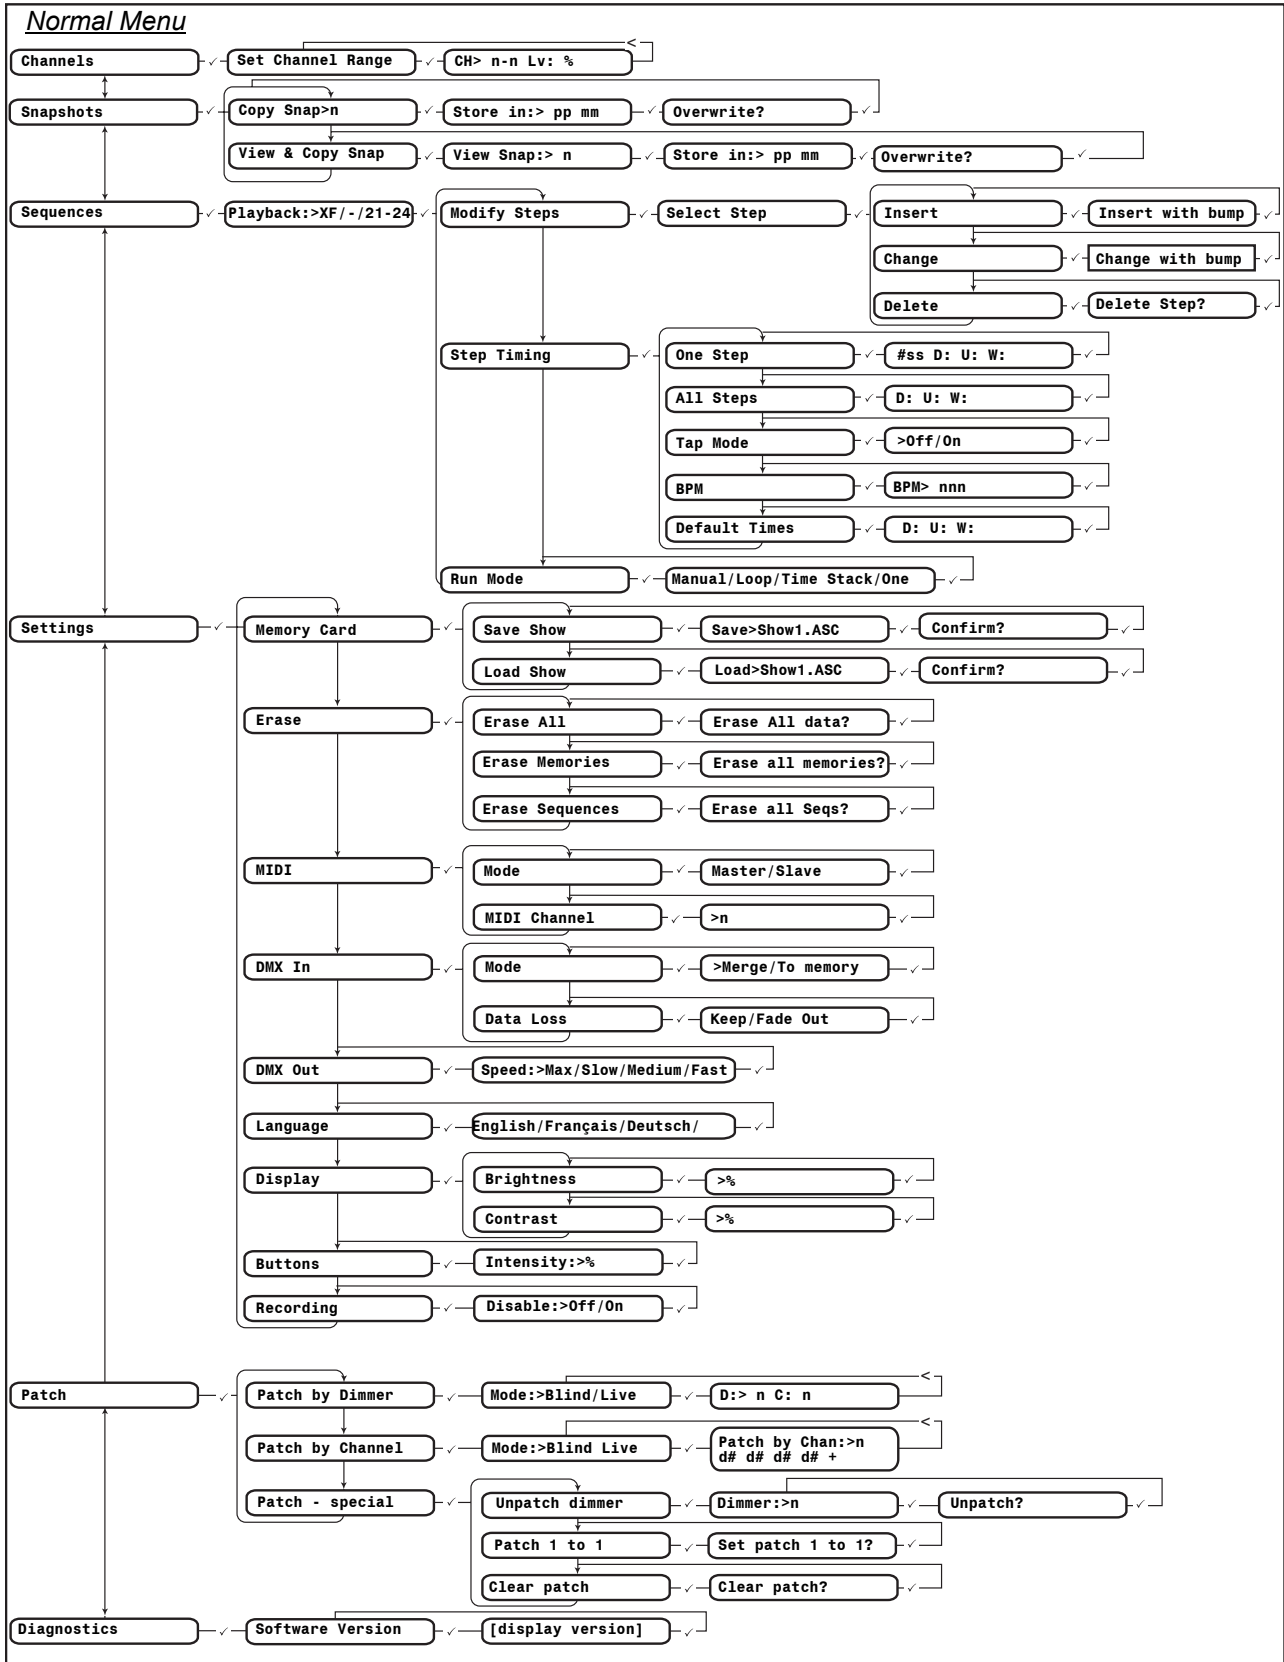 Normal Menu
Channels
Set Channel Range
CH> n-n Lv: %
<
Snapshots
Copy Snap>n
Store in:> pp mm
Overwrite?
View & Copy Snap
View Snap:> n
Store in:> pp mm
Overwrite?
Sequences
Playback:>XF/-/21-24
Modify Steps
Select Step
Insert
Insert with bump
Change
Change with bump
Delete
Delete Step?
Step Timing
One Step
#ss D: U: W:
All Steps
D: U: W:
Tap Mode
>Off/On
BPM
BPM> nnn
Default Times
D: U: W:
Run Mode
Manual/Loop/Time Stack/One
Settings
Memory Card
Save Show
Save>Show1.ASC
Confirm?
Load Show
Load>Show1.ASC
Confirm?
Erase
Erase All
Erase All data?
Erase Memories
Erase all memories?
Erase Sequences
Erase all Seqs?
MIDI
Mode
Master/Slave
MIDI Channel
>n
DMX In
Mode
>Merge/To memory
Data Loss
Keep/Fade Out
DMX Out
Speed:>Max/Slow/Medium/Fast
Language
English/Français/Deutsch/
Display
Brightness
>%
Contrast
>%
Buttons
Intensity:>%
Recording
Disable:>Off/On
Patch
Patch by Dimmer
Mode:>Blind/Live
D:> n C: n
<
Patch by Channel
Mode:>Blind Live
Patch by Chan:>n
d# d# d# d# +
<
Patch - special
Unpatch dimmer
Dimmer:>n
Unpatch?
Patch 1 to 1
Set patch 1 to 1?
Clear patch
Clear patch?
Diagnostics
Software Version
[display version]